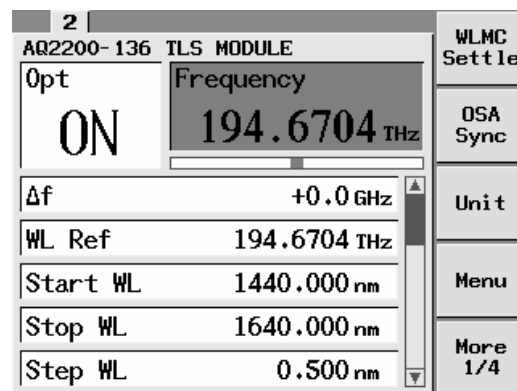 2
AQ2200-136 TLS MODULE
Opt
ON
Frequency
194.6704 THz
Δf +0.0 GHz
WL Ref 194.6704 THz
Start WL 1440.000 nm
Stop WL 1640.000 nm
Step WL 0.500 nm
WLMC
Settle
OSA
Sync
Unit
Menu
More
1/4